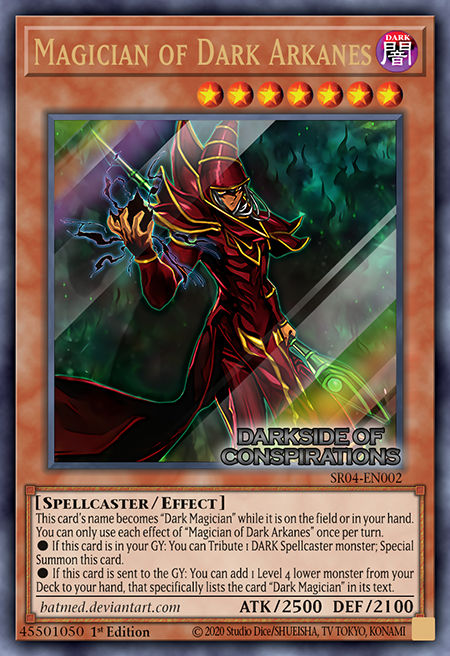 MAGICIAN OF DARK ARKANES
DARK
闇
DARKSIDE OF
CONSPIRATIONS
SR04-EN002
[SPELLCASTER / EFFECT]
This card's name becomes "Dark Magician" while it is on the field or in your hand.
You can only use each effect of "Magician of Dark Arkanes" once per turn.
● If this card is in your GY: You can Tribute 1 DARK Spellcaster monster; Special
Summon this card.
● If this card is sent to the GY: You can add 1 Level 4 lower monster from your
Deck to your hand, that specifically lists the card "Dark Magician" in its text.
batmed.deviantart.com ATK/2500 DEF/2100
45501050 1st Edition ©2020 Studio Dice/SHUEISHA, TV TOKYO, KONAMI